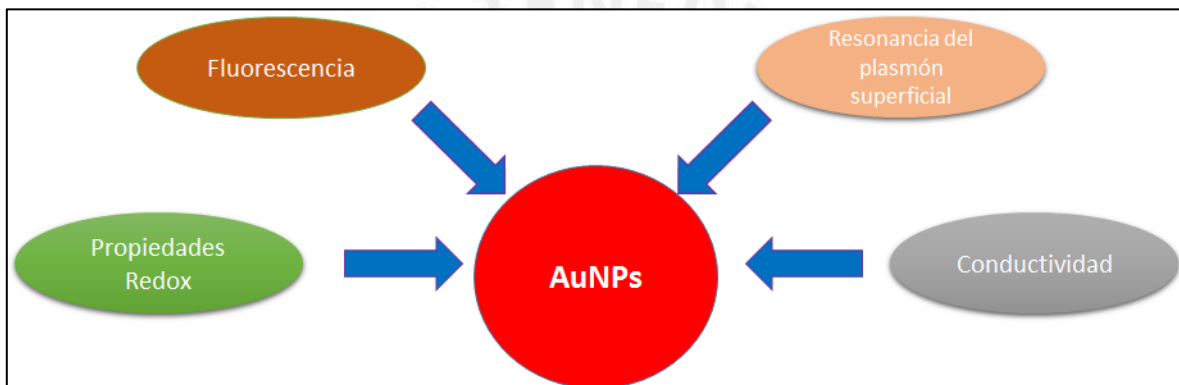 Fluorescencia
Resonancia del
plasmón
superficial
Propiedades
Redox
AuNPs
Conductividad